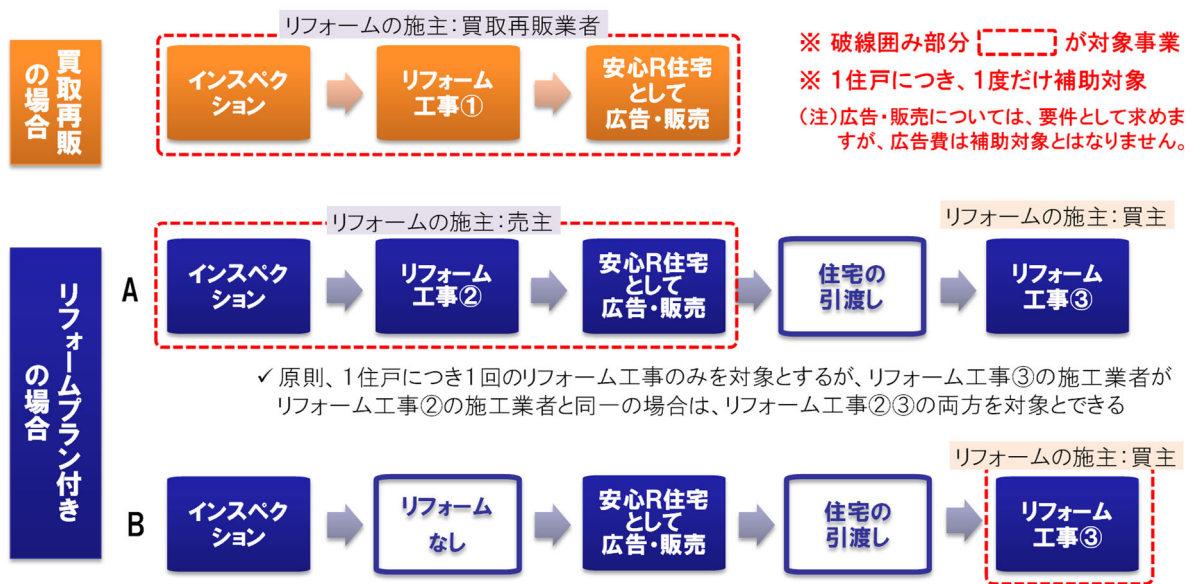 リフォームの施主：買取再販業者
買取再販
の場合
インスペク
ション
リフォーム
工事①
安心R住宅
として
広告・販売
※ 破線囲み部分 が対象事業
※ 1住戸につき、1度だけ補助対象
（注）広告・販売については、要件として求めま
すが、広告費は補助対象とはなりません。
リフォームプラン付き
の場合
A
リフォームの施主：売主
リフォームの施主：買主
インスペク
ション
リフォーム
工事②
安心R住宅
として
広告・販売
住宅の
引渡し
リフォーム
工事③
✓ 原則、1住戸につき1回のリフォーム工事のみを対象とするが、リフォーム工事③の施工業者が
リフォーム工事②の施工業者と同一の場合は、リフォーム工事②③の両方を対象とできる
リフォームの施主：買主
B
インスペク
ション
リフォーム
なし
安心R住宅
として
広告・販売
住宅の
引渡し
リフォーム
工事③